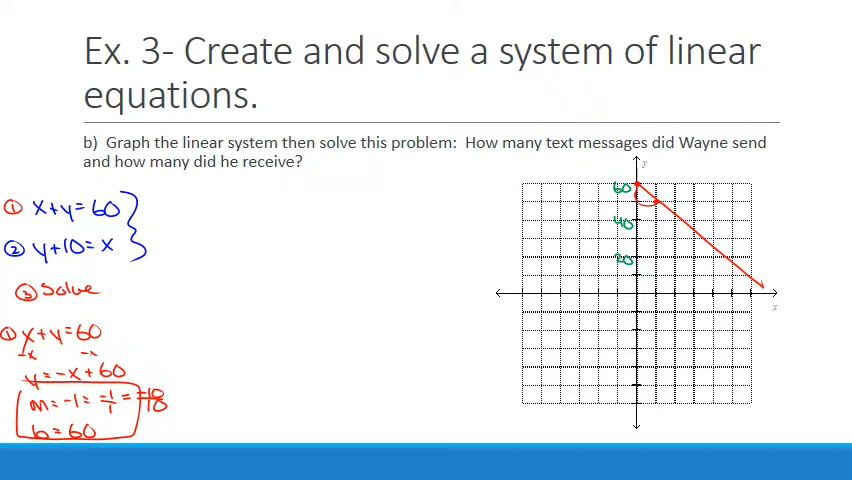 Ex. 3- Create and solve a system of linear
equations.
b) Graph the linear system then solve this problem: How many text messages did Wayne send
and how many did he receive?
① x+y=60
② y+10=x
③ Solve
① x+y=60
-x -x
y=-x+60
m=-1=-1/1=-10/10
b=60
y
60
40
20
x